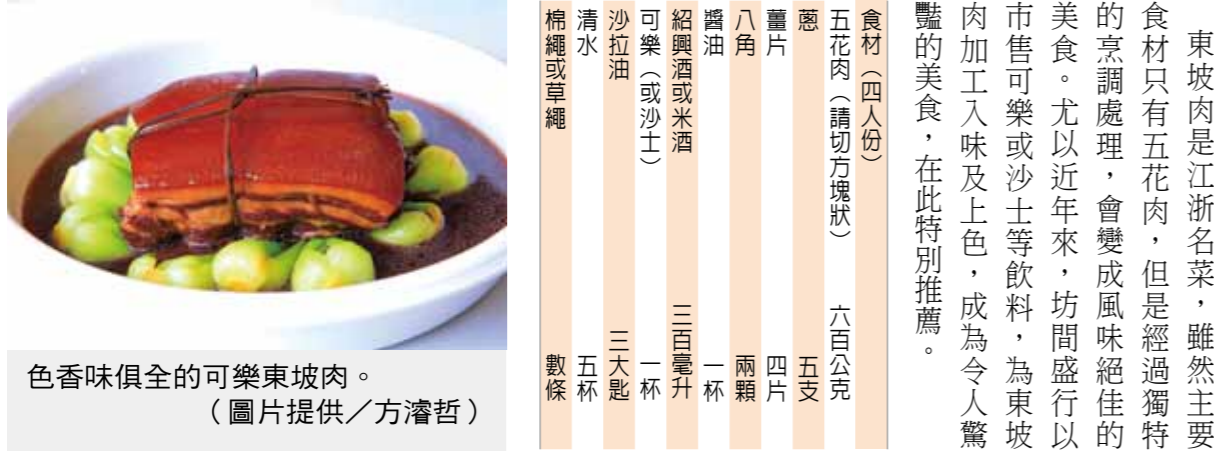 東坡肉是江浙名菜，雖然主要
食材只有五花肉，但是經過獨特
的烹調處理，會變成風味絕佳的
美食。尤以近年來，坊間盛行以
市售可樂或沙士等飲料，為東坡
肉加工入味及上色，成為令人驚
豔的美食，在此特別推薦。
食材（四人份）
五花肉（請切方塊狀） 六百公克
蔥 五支
薑片 四片
八角 兩顆
醬油 一杯
紹興酒或米酒 三百毫升
可樂（或沙士） 一杯
沙拉油 三大匙
清水 五杯
棉繩或草繩 數條
色香味俱全的可樂東坡肉。
（圖片提供／方濬哲）